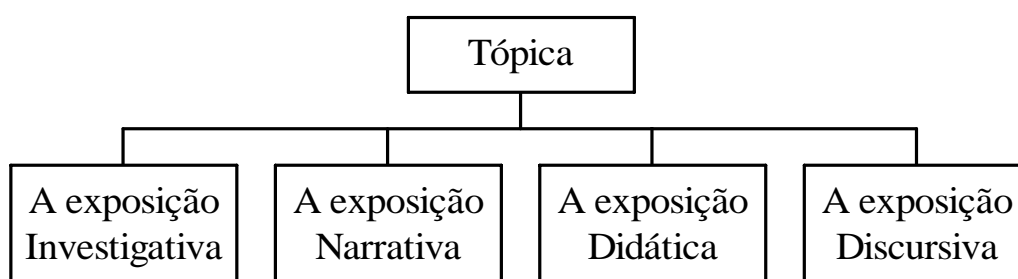 Tópica
A exposição
Investigativa
A exposição
Narrativa
A exposição
Didática
A exposição
Discursiva